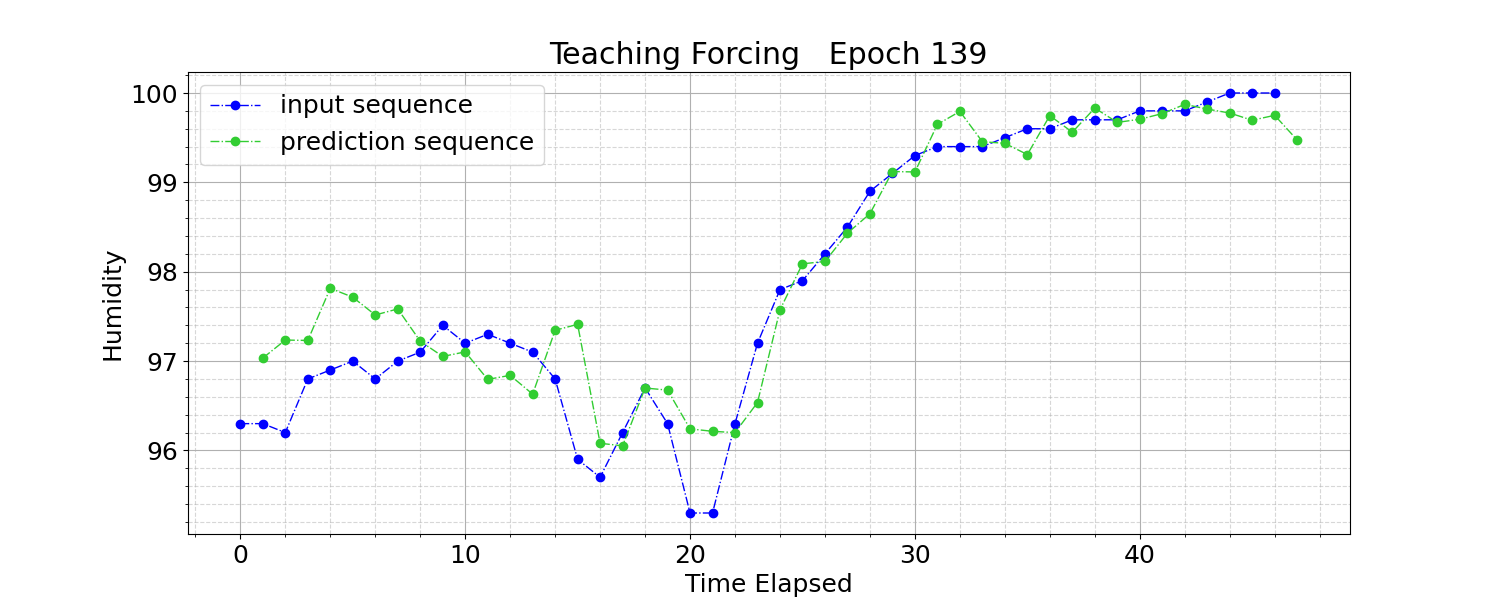 Teaching Forcing   Epoch 139
input sequence
prediction sequence
100
99
98
97
96
Humidity
0 10 20 30 40
Time Elapsed